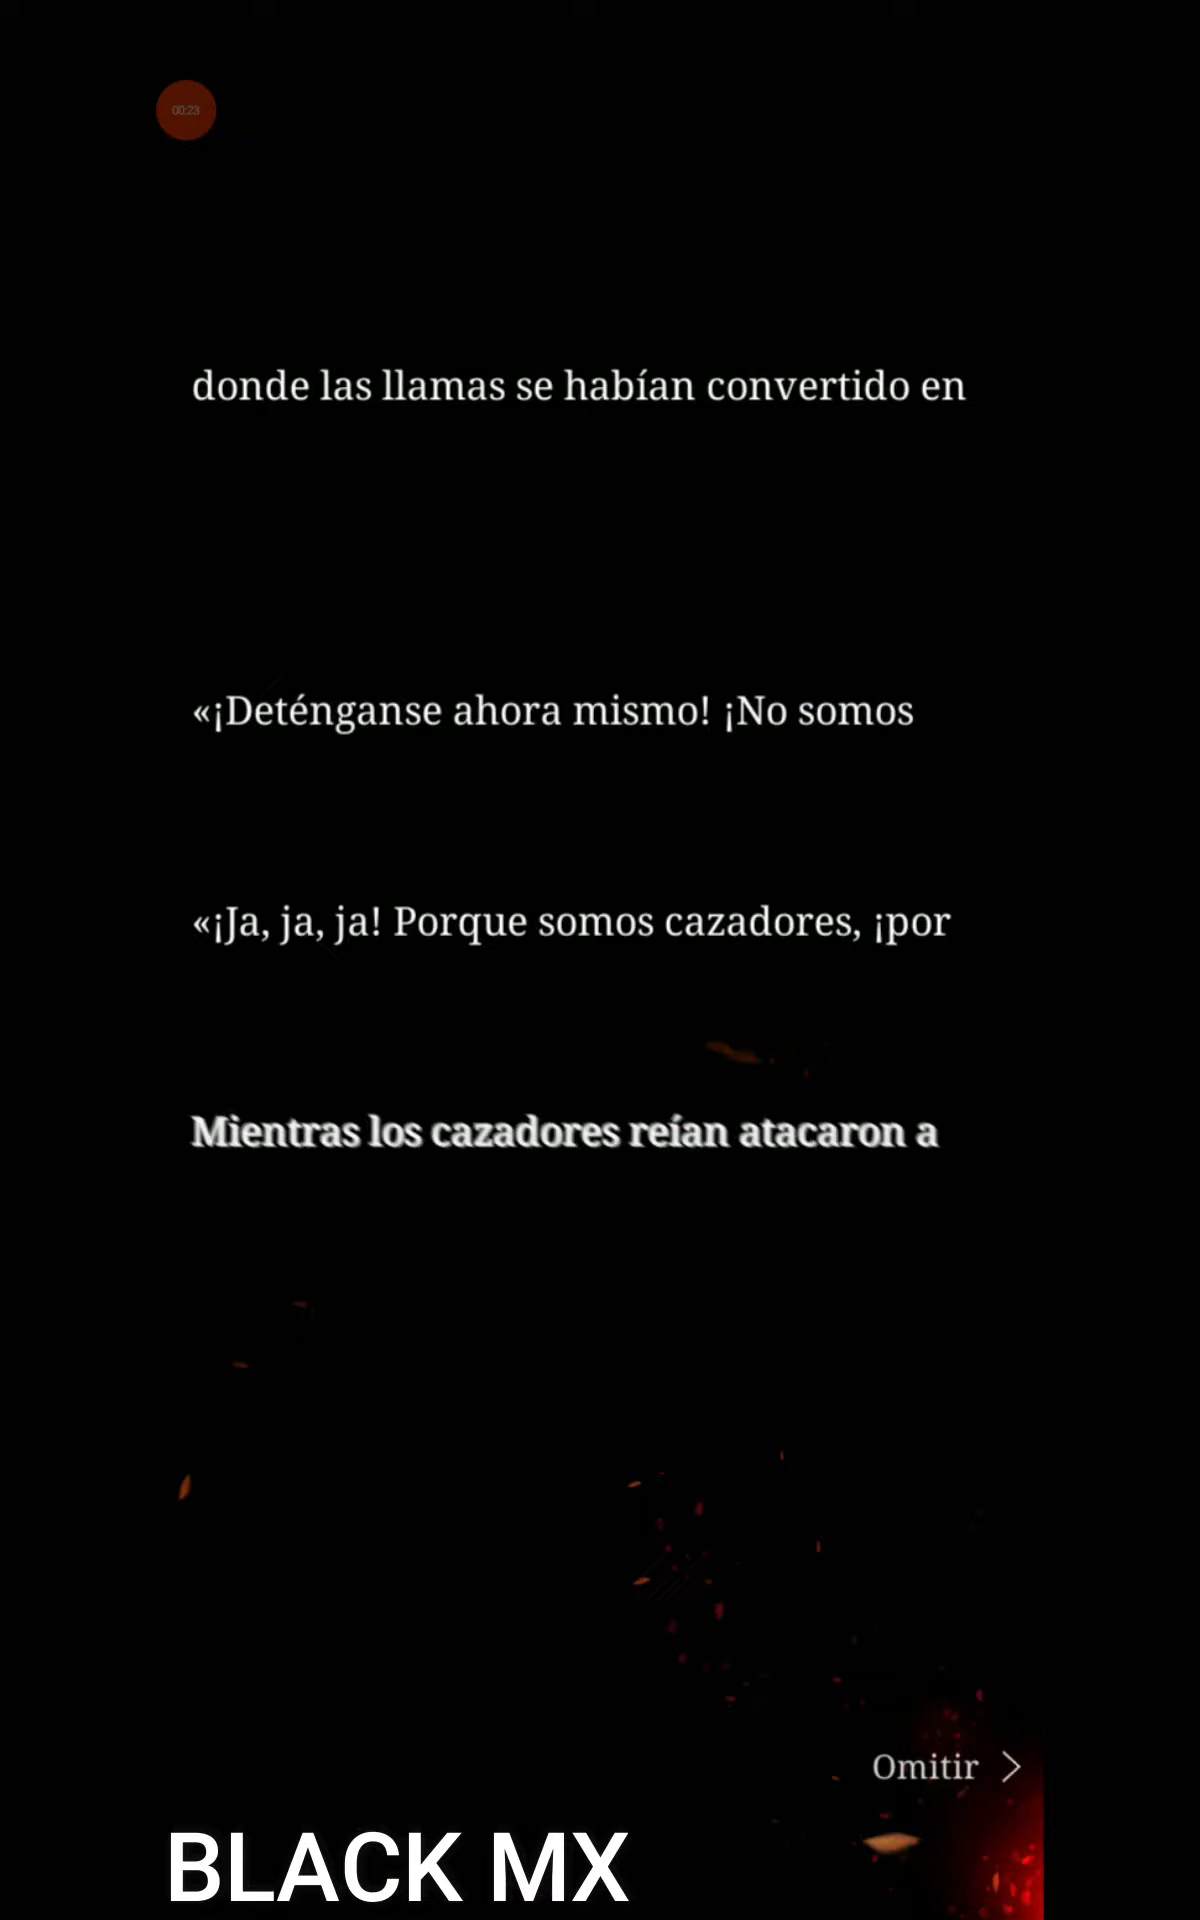 00:23
donde las llamas se habían convertido en
«¡Deténganse ahora mismo! ¡No somos
«¡Ja, ja, ja! Porque somos cazadores, ¡por
Mientras los cazadores reían atacaron a
Omitir
BLACK MX